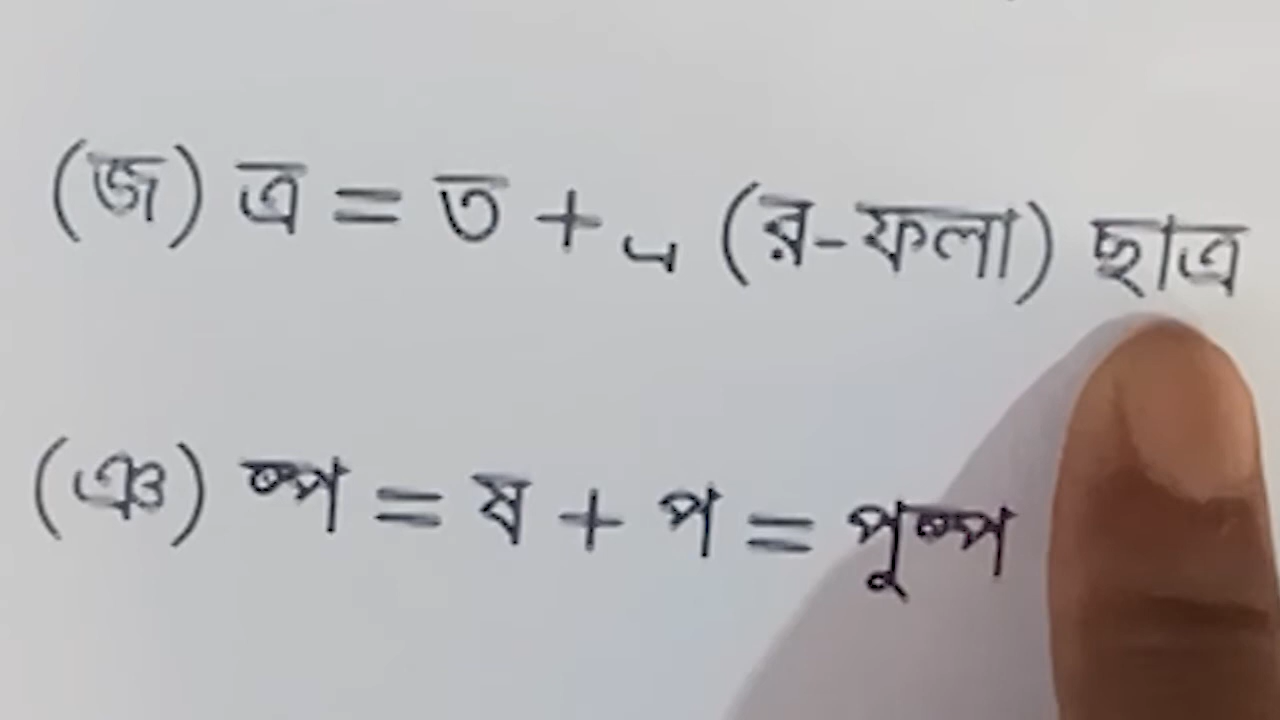 (জ) ত্র = ত + ্র (র-ফলা) ছাত্র
(ঞ) ষ্প = ষ + প = পুষ্প